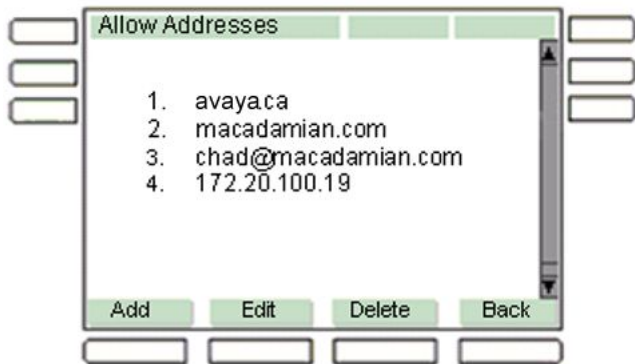 Allow Addresses
1. avaya.ca
2. macadamian.com
3. chad@macadamian.com
4. 172.20.100.19
Add Edit Delete Back